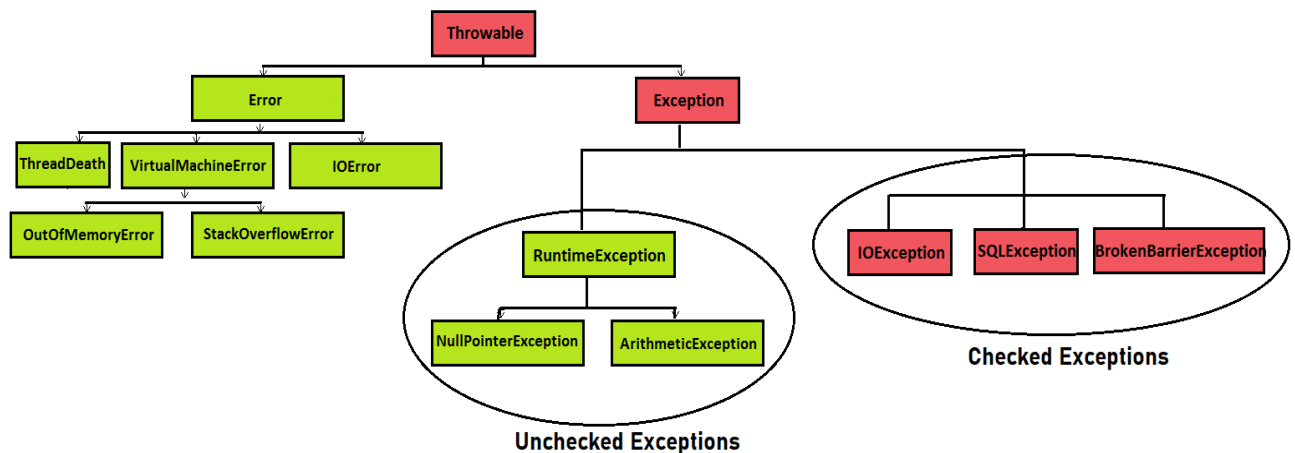 Throwable
Error
Exception
ThreadDeath
VirtualMachineError
IOError
OutOfMemoryError
StackOverflowError
RuntimeException
IOException
SQLException
BrokenBarrierException
NullPointerException
ArithmeticException
Checked Exceptions
Unchecked Exceptions